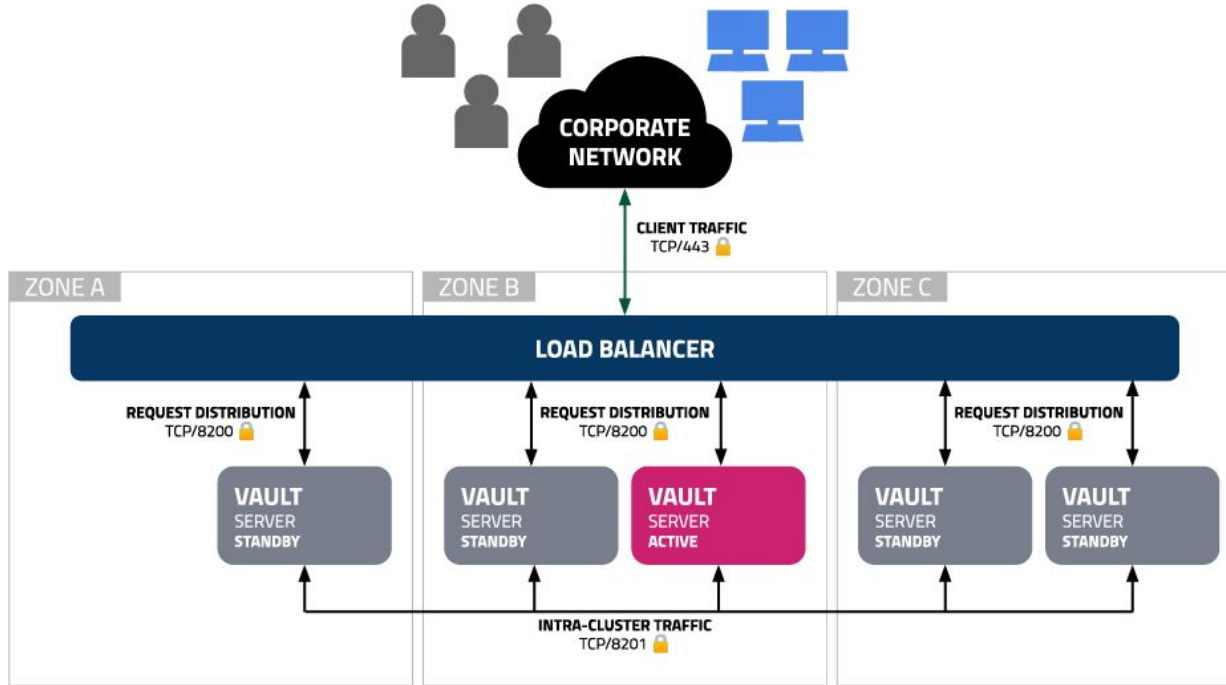 CORPORATE
NETWORK
CLIENT TRAFFIC
TCP/443
ZONE A
ZONE B
ZONE C
LOAD BALANCER
REQUEST DISTRIBUTION
TCP/8200
REQUEST DISTRIBUTION
TCP/8200
REQUEST DISTRIBUTION
TCP/8200
VAULT
SERVER
STANDBY
VAULT
SERVER
STANDBY
VAULT
SERVER
ACTIVE
VAULT
SERVER
STANDBY
VAULT
SERVER
STANDBY
INTRA-CLUSTER TRAFFIC
TCP/8201